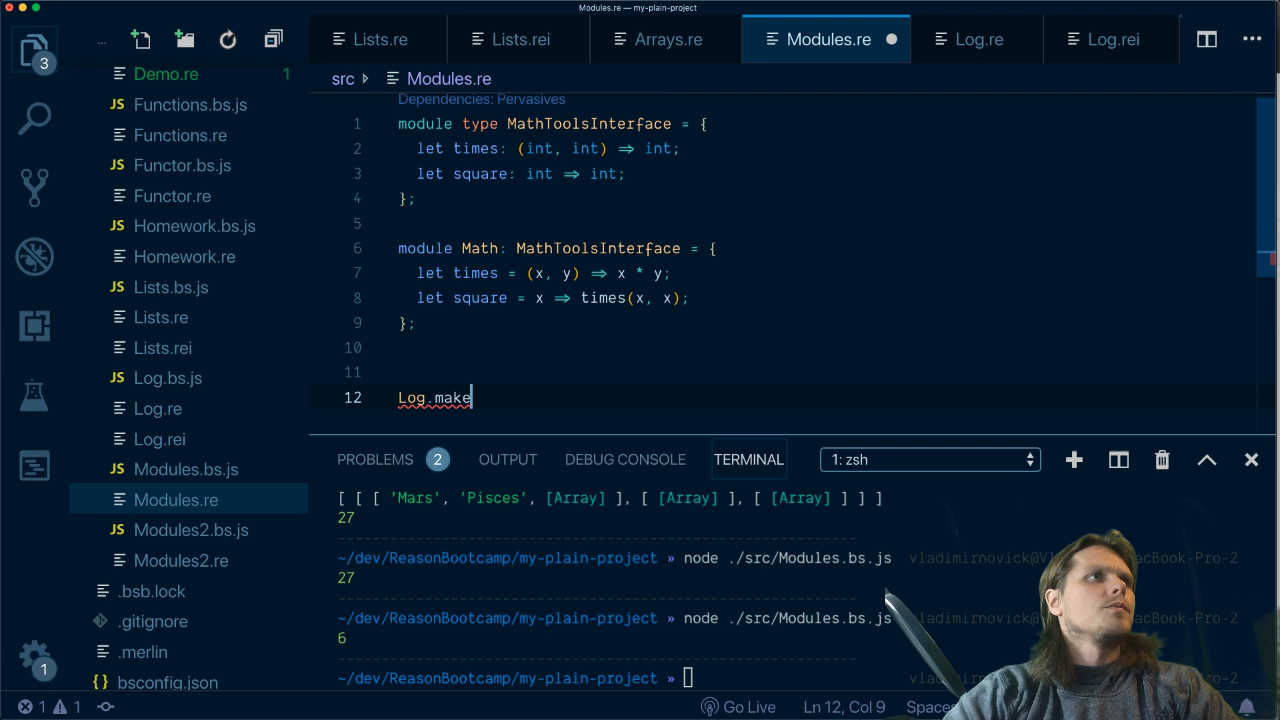 Modules.re — my-plain-project
Lists.re
Lists.rei
Arrays.re
Modules.re
Log.re
Log.rei
3
...
Demo.re 1
JS Functions.bs.js
Functions.re
JS Functor.bs.js
Functor.re
JS Homework.bs.js
Homework.re
JS Lists.bs.js
Lists.re
Lists.rei
JS Log.bs.js
Log.re
Log.rei
JS Modules.bs.js
Modules.re
JS Modules2.bs.js
Modules2.re
.bsb.lock
.gitignore
.merlin
{} bsconfig.json
1
src Modules.re
Dependencies: Pervasives
1 module type MathToolsInterface = {
2 let times: (int, int) ⇒ int;
3 let square: int ⇒ int;
4 };
5
6 module Math: MathToolsInterface = {
7 let times = (x, y) ⇒ x * y;
8 let square = x ⇒ times(x, x);
9 };
10
11
12 Log.make
PROBLEMS 2 OUTPUT DEBUG CONSOLE TERMINAL 1: zsh
[ [ [ 'Mars', 'Pisces', [Array] ], [ [Array] ], [ [Array] ] ] ]
27
~/dev/ReasonBootcamp/my-plain-project » node ./src/Modules.bs.js vladimirnovick@V acBook-Pro-2
27
~/dev/ReasonBootcamp/my-plain-project » node ./src/Modules.bs.js
6
~/dev/ReasonBootcamp/my-plain-project »
1 1 Go Live Ln 12, Col 9